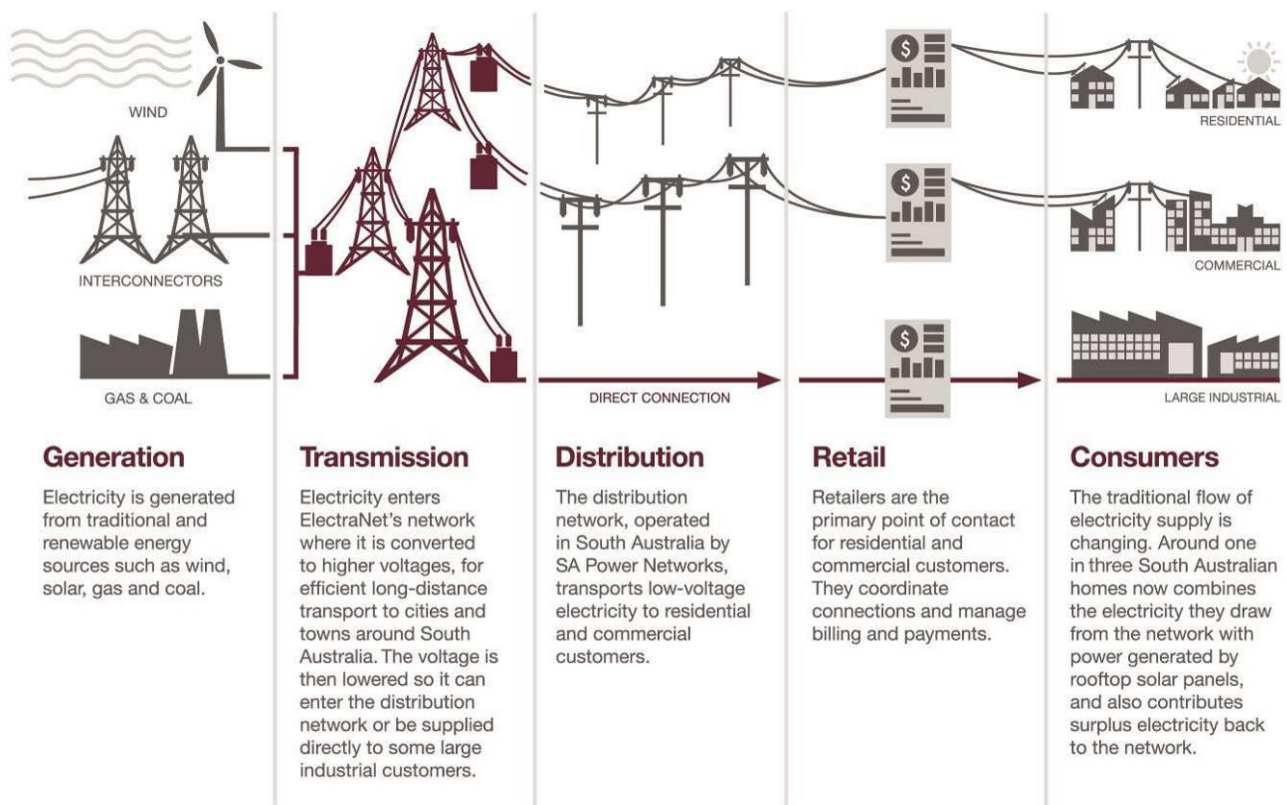 WIND
INTERCONNECTORS
GAS & COAL
DIRECT CONNECTION
$
$
$
RESIDENTIAL
COMMERCIAL
LARGE INDUSTRIAL
Generation
Electricity is generated
from traditional and
renewable energy
sources such as wind,
solar, gas and coal.
Transmission
Electricity enters
ElectraNet's network
where it is converted
to higher voltages, for
efficient long-distance
transport to cities and
towns around South
Australia. The voltage is
then lowered so it can
enter the distribution
network or be supplied
directly to some large
industrial customers.
Distribution
The distribution
network, operated
in South Australia by
SA Power Networks,
transports low-voltage
electricity to residential
and commercial
customers.
Retail
Retailers are the
primary point of contact
for residential and
commercial customers.
They coordinate
connections and manage
billing and payments.
Consumers
The traditional flow of
electricity supply is
changing. Around one
in three South Australian
homes now combines
the electricity they draw
from the network with
power generated by
rooftop solar panels,
and also contributes
surplus electricity back
to the network.